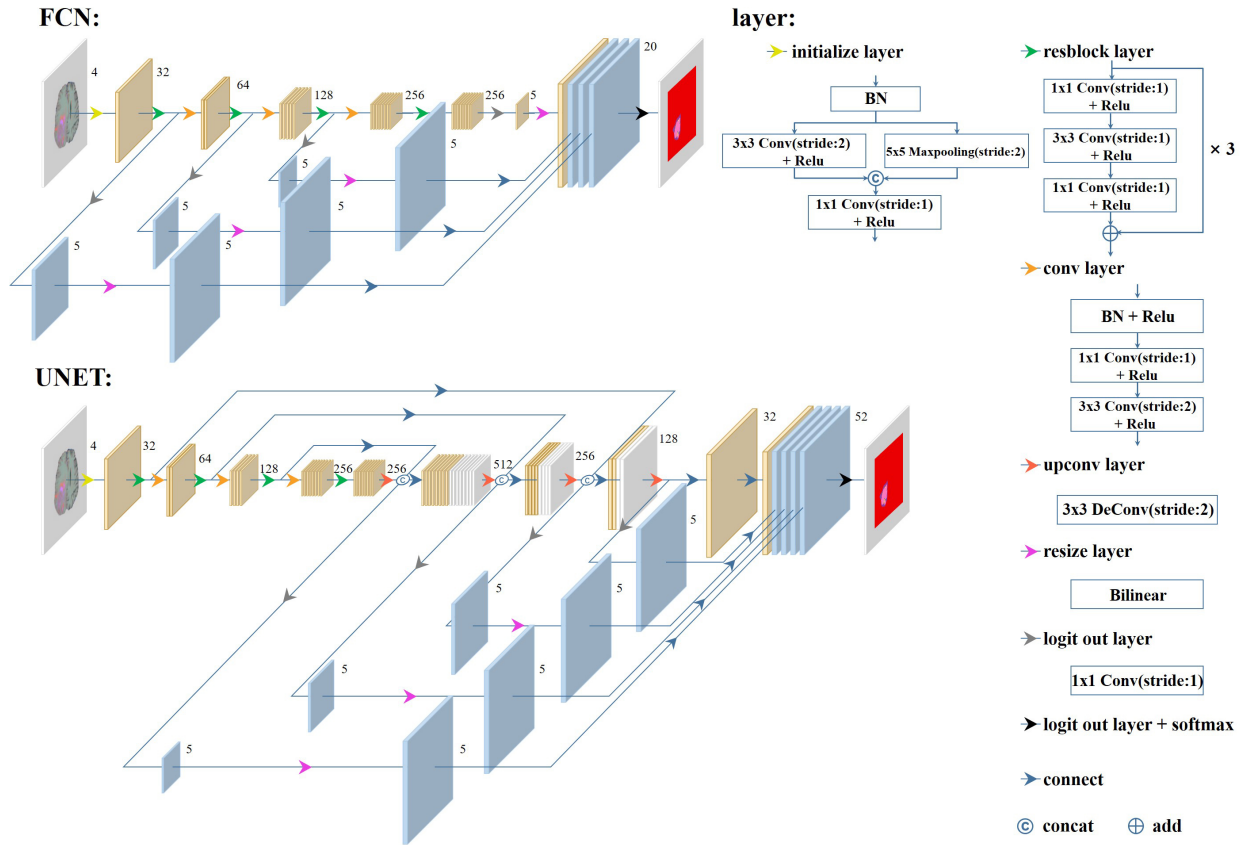 FCN:
4
32
64
128
256
256
5
20
5
5
5
5
5
5
layer:
initialize layer
BN
3x3 Conv(stride:2)
+ Relu
5x5 Maxpooling(stride:2)
C
1x1 Conv(stride:1)
+ Relu
resblock layer
1x1 Conv(stride:1)
+ Relu
3x3 Conv(stride:1)
+ Relu
1x1 Conv(stride:1)
+ Relu
× 3
conv layer
BN + Relu
1x1 Conv(stride:1)
+ Relu
3x3 Conv(stride:2)
+ Relu
upconv layer
3x3 DeConv(stride:2)
resize layer
Bilinear
logit out layer
1x1 Conv(stride:1)
logit out layer + softmax
connect
C concat
add
UNET:
4
32
64
128
256
256
C
512
C
256
C
128
32
52
5
5
5
5
5
5
5